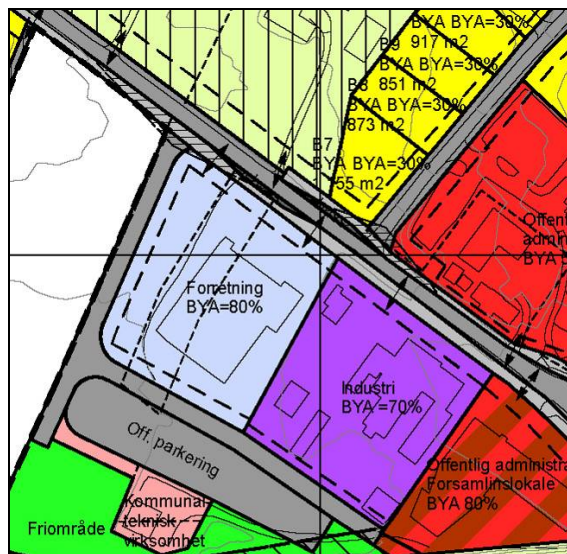 BYA BYA=30%
B9 917 m2
BYA BYA=30%
B8 851 m2
BYA BYA=30%
873 m2
B7
BYA BYA=30%
55 m2
Offent
admin
BYA
Forretning
BYA=80%
Industri
BYA =70%
Off. parkering
Offentlig administra
Forsamlinslokale
BYA 80%
Kommunal-
teknisk
virksomhet
Friområde